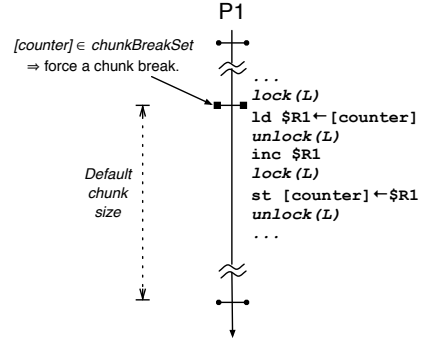 P1
[counter] ∈ chunkBreakSet
⇒ force a chunk break.
...
lock(L)
ld $R1←[counter]
unlock(L)
inc $R1
lock(L)
st [counter]←$R1
unlock(L)
...
Default
chunk
size